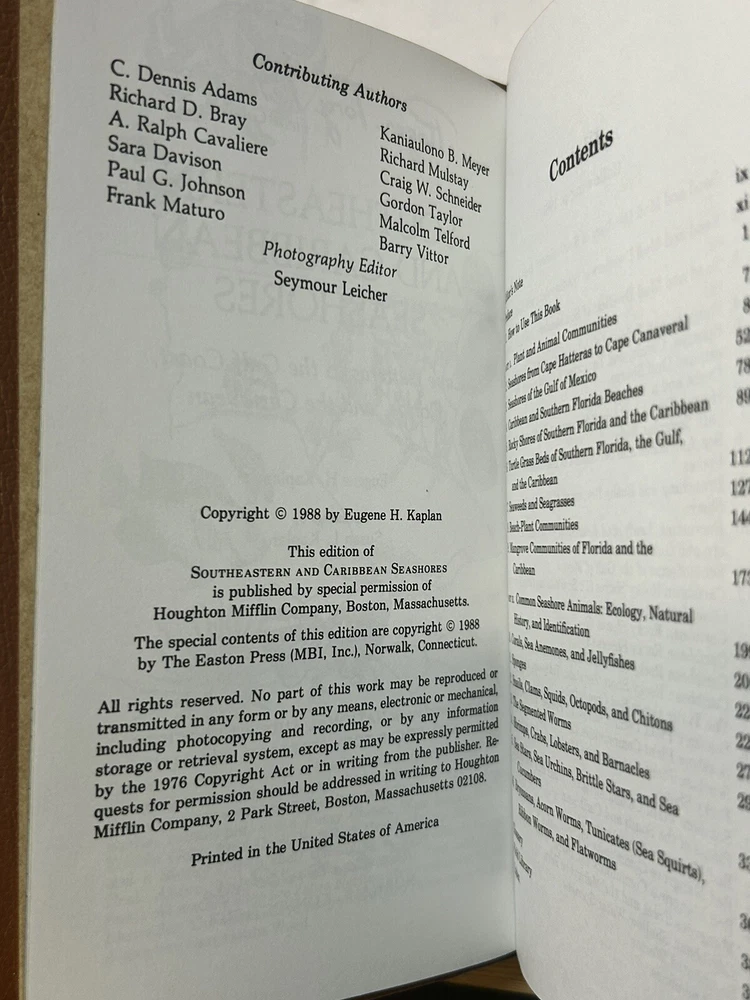 Contributing Authors
C. Dennis Adams
Richard D. Bray
A. Ralph Cavaliere
Sara Davison
Paul G. Johnson
Frank Maturo
Kaniaulono B. Meyer
Richard Mulstay
Craig W. Schneider
Gordon Taylor
Malcolm Telford
Barry Vittor
Photography Editor
Seymour Leicher
Copyright © 1988 by Eugene H. Kaplan
This edition of
SOUTHEASTERN AND CARIBBEAN SEASHORES
is published by special permission of
Houghton Mifflin Company, Boston, Massachusetts.
The special contents of this edition are copyright © 1988
by The Easton Press (MBI, Inc.), Norwalk, Connecticut.
All rights reserved. No part of this work may be reproduced or
transmitted in any form or by any means, electronic or mechanical,
including photocopying and recording, or by any information
storage or retrieval system, except as may be expressly permitted
by the 1976 Copyright Act or in writing from the publisher. Re-
quests for permission should be addressed in writing to Houghton
Mifflin Company, 2 Park Street, Boston, Massachusetts 02108.
Printed in the United States of America
Contents
Note
ix
xi
How to Use This Book
1
Plant and Animal Communities
Seashores from Cape Hatteras to Cape Canaveral
Seashores of the Gulf of Mexico
52
Caribbean and Southern Florida Beaches
78
Rocky Shores of Southern Florida and the Caribbean
89
Turtle Grass Beds of Southern Florida, the Gulf,
and the Caribbean
112
Seaweeds and Seagrasses
127
Beach-Plant Communities
144
Mangrove Communities of Florida and the
Caribbean
173
Common Seashore Animals: Ecology, Natural
History, and Identification
Corals, Sea Anemones, and Jellyfishes
Sponges
Snails, Clams, Squids, Octopods, and Chitons
The Segmented Worms
Shrimps, Crabs, Lobsters, and Barnacles
Sea Stars, Sea Urchins, Brittle Stars, and Sea
Cucumbers
Bryozoans, Acorn Worms, Tunicates (Sea Squirts),
Ribbon Worms, and Flatworms